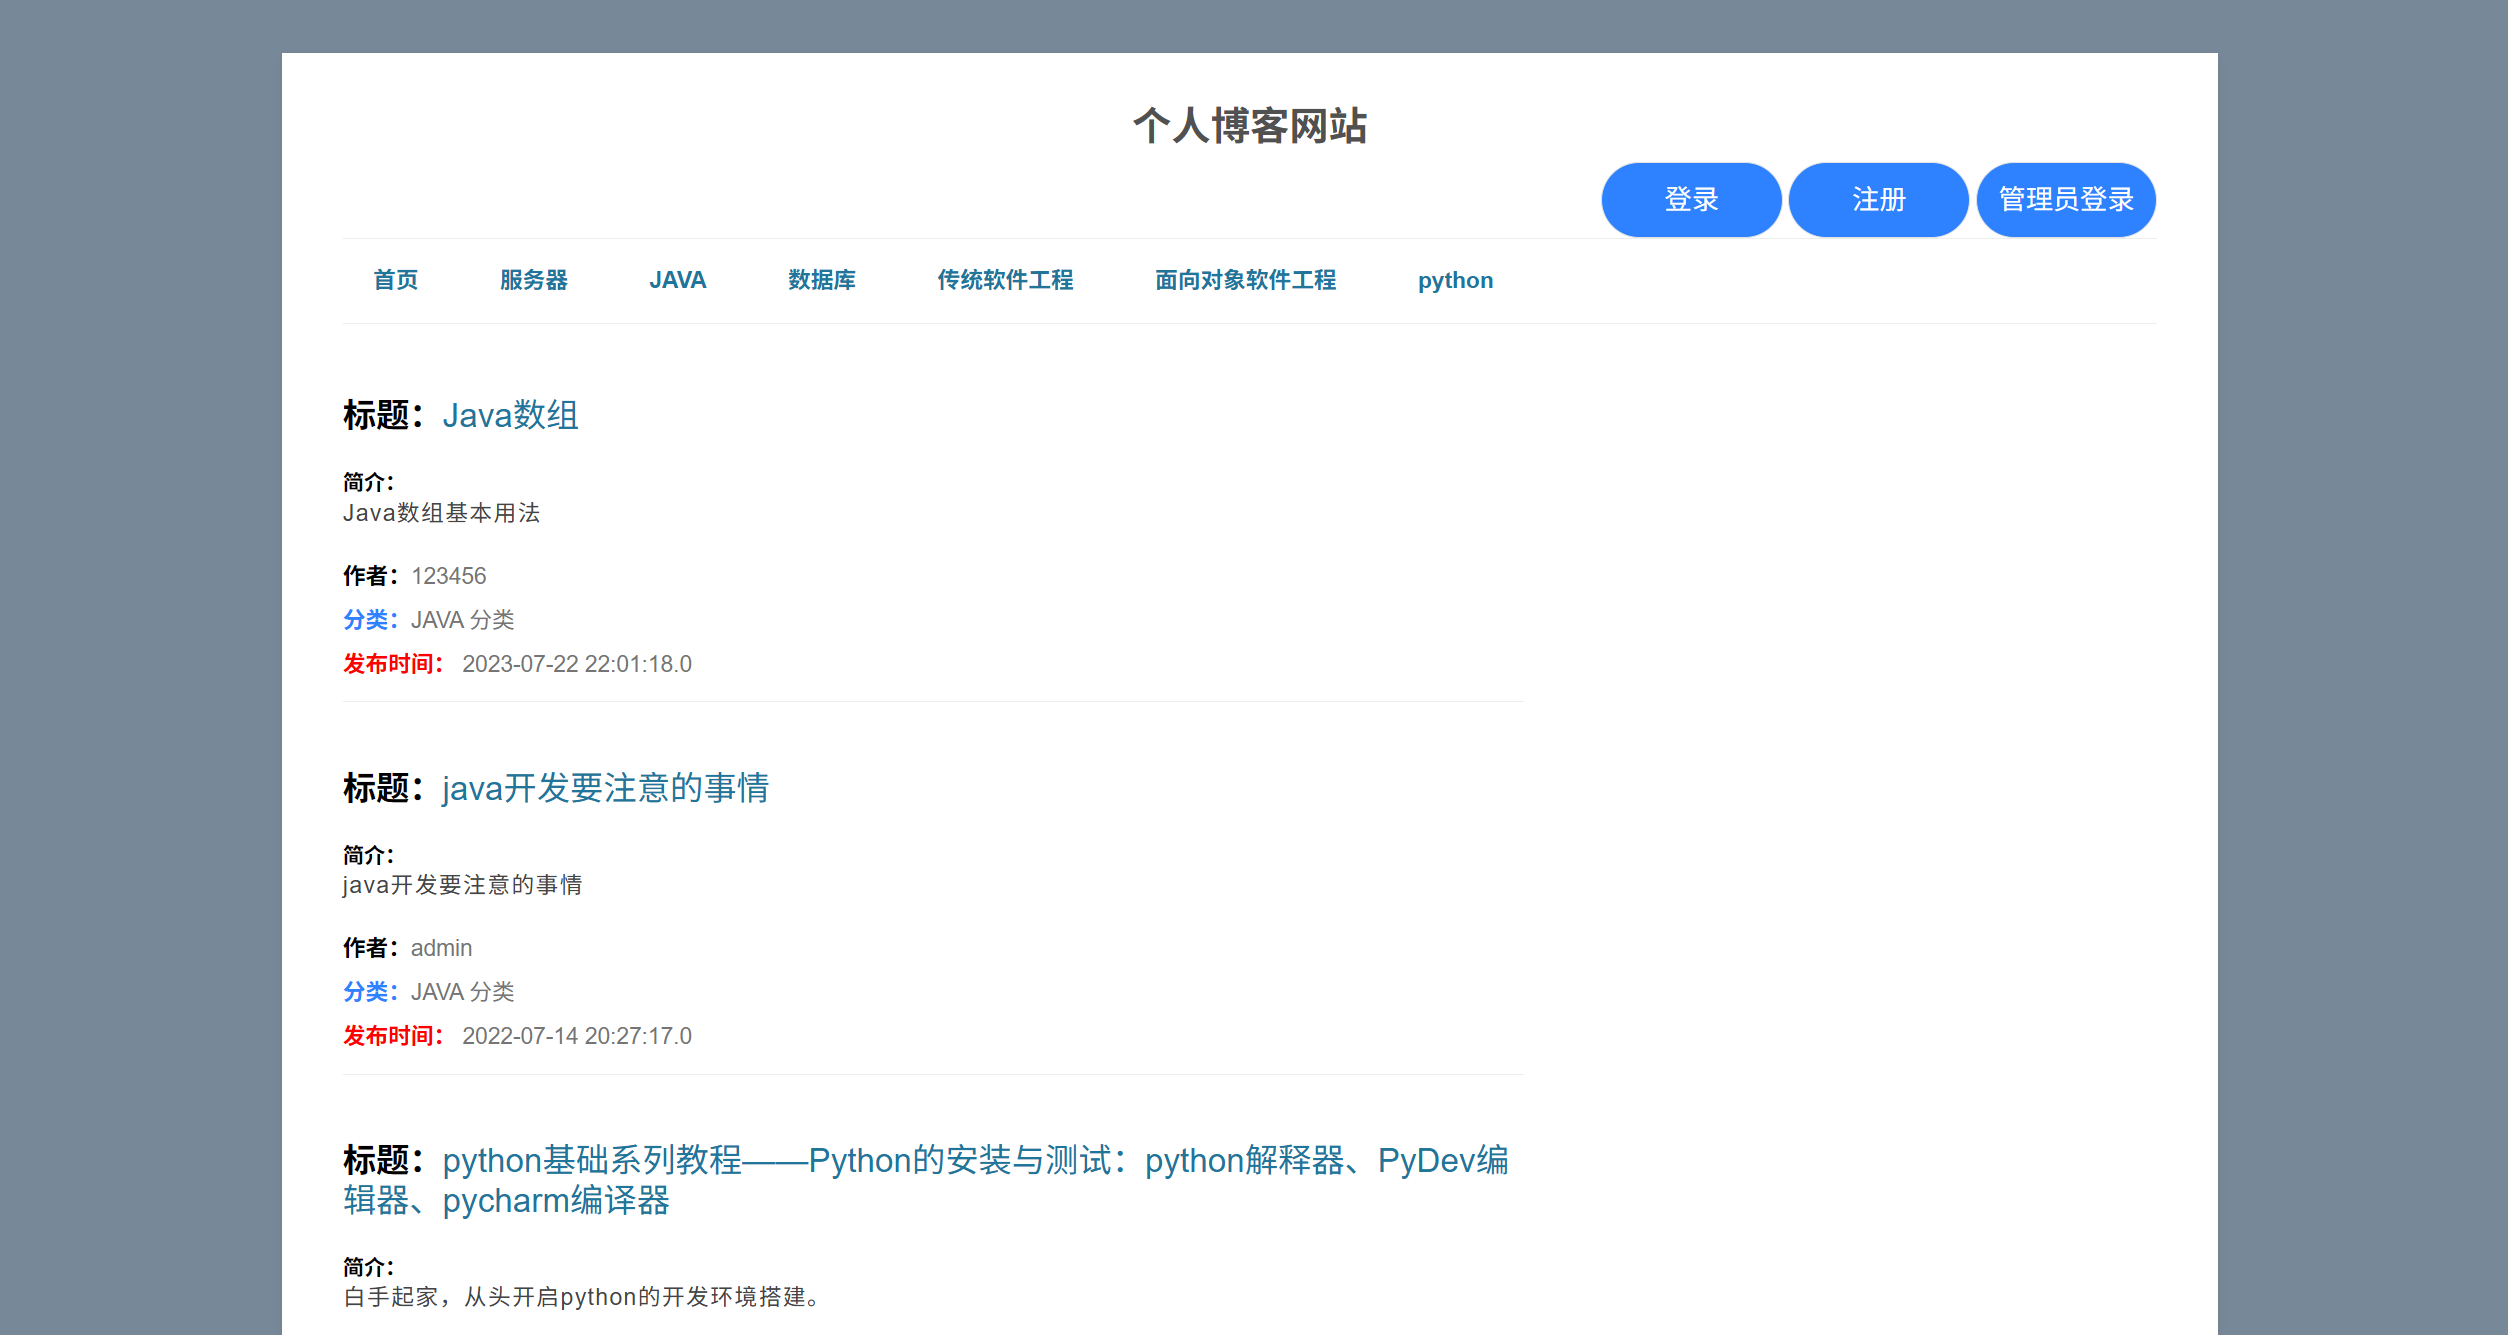 个人博客网站
登录 注册 管理员登录
首页 服务器 JAVA 数据库 传统软件工程 面向对象软件工程 python
标题：Java数组
简介：
Java数组基本用法
作者：123456
分类：JAVA 分类
发布时间： 2023-07-22 22:01:18.0
标题：java开发要注意的事情
简介：
java开发要注意的事情
作者：admin
分类：JAVA 分类
发布时间： 2022-07-14 20:27:17.0
标题：python基础系列教程——Python的安装与测试：python解释器、PyDev编
辑器、pycharm编译器
简介：
白手起家，从头开启python的开发环境搭建。